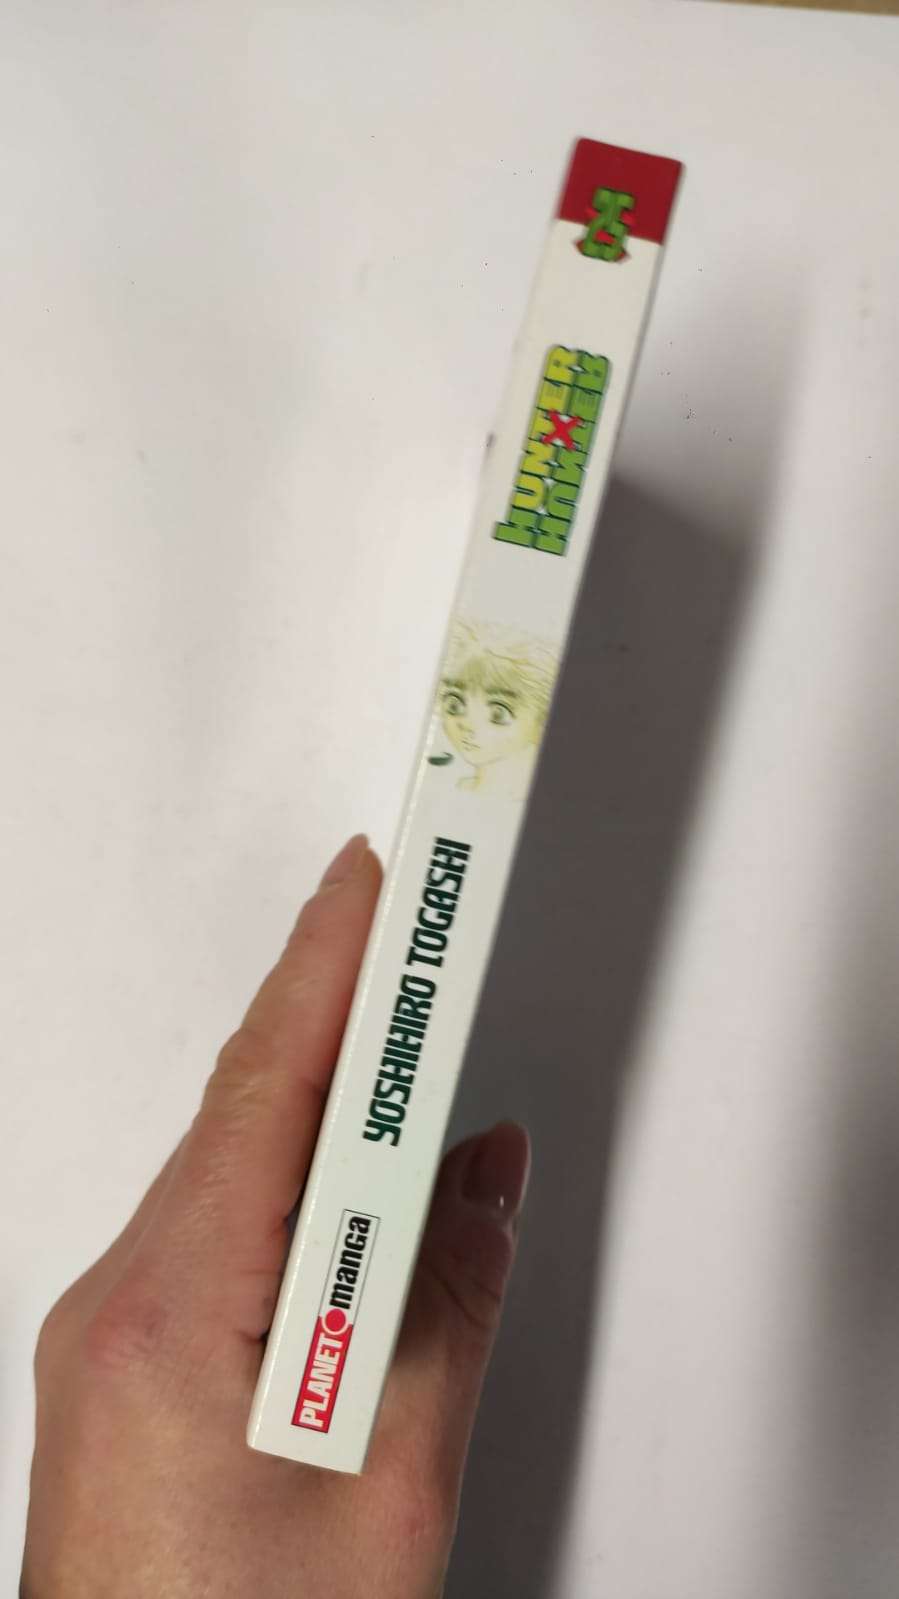 HUNTER
X
HUNTER
YOSHIHIRO TOGASHI
PLANET manga